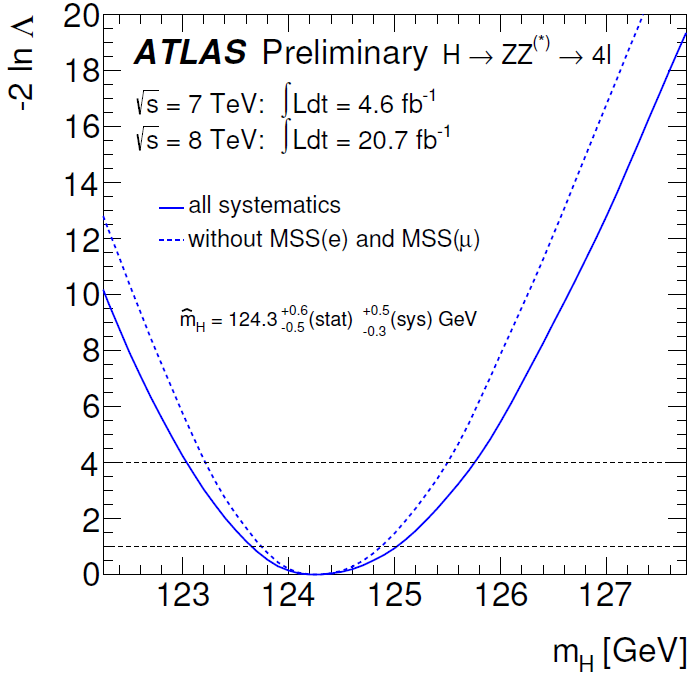 -2 ln Λ
20
18
16
14
12
10
8
6
4
2
0
ATLAS Preliminary H → ZZ(*) → 4l
√s = 7 TeV: ∫Ldt = 4.6 fb-1
√s = 8 TeV: ∫Ldt = 20.7 fb-1
all systematics
without MSS(e) and MSS(μ)
m̂H = 124.3 +0.6 -0.5 (stat) +0.5 -0.3 (sys) GeV
123 124 125 126 127
mH [GeV]